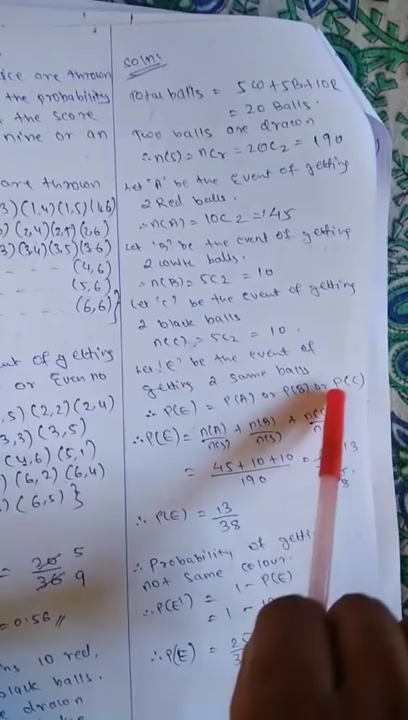 ice are thrown
the probability
the score
nine or an
are thrown
3)(1,4)(1,5)(1,6)
(2,4)(2,5)(2,6)
3)(3,4)(3,5)(3,6)
(4,6)
(5,6)
(6,6)}
of getting
or Even no
,5)(2,2)(2,4)
,3)(3,5)
(4,6)(5,1)
)(6,2)(6,4)
)(6,5)}
= 20 5
36 9
=0.56//
10 red,
black balls.
drawn
Solns
Total balls = 5W+5B+10R
= 20 Balls.
Two balls are drawn
∴n(S) = nCr = 20C2 = 190
Let 'A' be the event of getting
2 Red balls.
∴n(A) = 10C2 = 145
Let 'B' be the event of getting
2 white balls.
∴n(B) = 5C2 = 10
Let 'C' be the event of getting
2 black balls
n(C) = 5C2 = 10.
Let 'E' be the event of
getting 2 same balls
∴ P(E) = P(A) or P(B) or P(C)
∴P(E) = n(A) + n(B) +
n(S) n(S)
= 45+10+10 = 13
190
∴ P(E) = 13
38
∴ Probability of
not same colour.
∴P(E') = 1 - P(E)
= 1 -
∴P(E) =